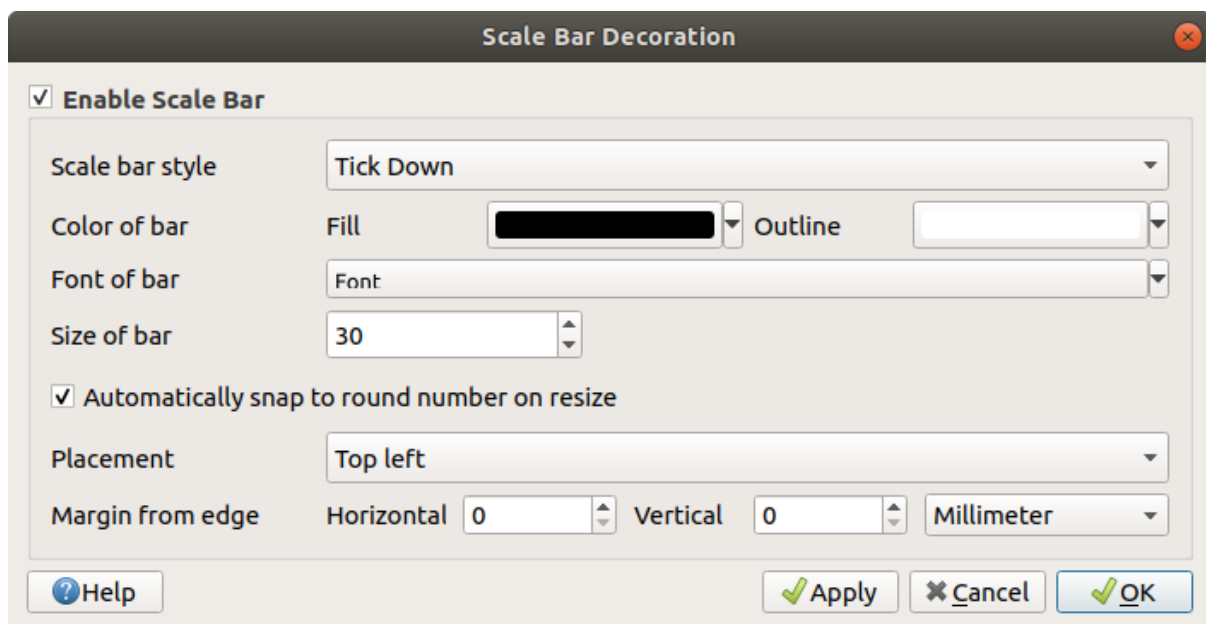 Scale Bar Decoration
Enable Scale Bar
Scale bar style Tick Down
Color of bar Fill Outline
Font of bar Font
Size of bar 30
Automatically snap to round number on resize
Placement Top left
Margin from edge Horizontal 0 Vertical 0 Millimeter
Help Apply Cancel OK